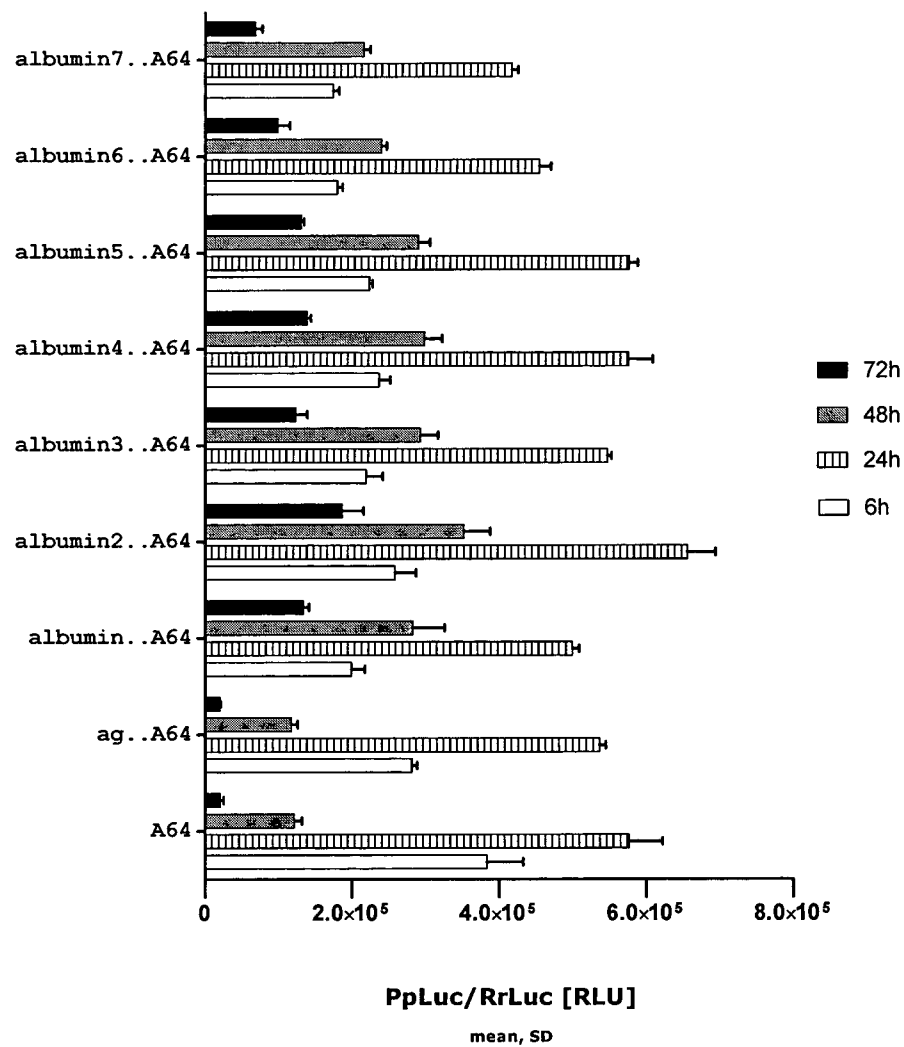 albumin7..A64
albumin6..A64
albumin5..A64
albumin4..A64
albumin3..A64
albumin2..A64
albumin..A64
ag..A64
A64
72h
48h
24h
6h
0 2.0×10⁵ 4.0×10⁵ 6.0×10⁵ 8.0×10⁵
PpLuc/RrLuc [RLU]
mean, SD